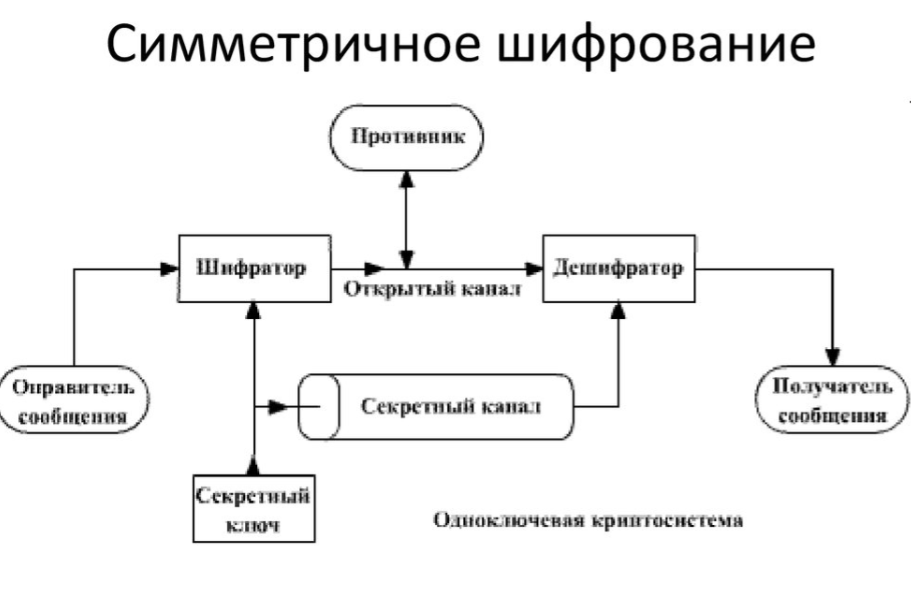 Симметричное шифрование
Противник
Шифратор
Дешифратор
Открытый канал
Оправитель
сообщения
Секретный канал
Получатель
сообщения
Секретный
ключ
Одноключевая криптосистема